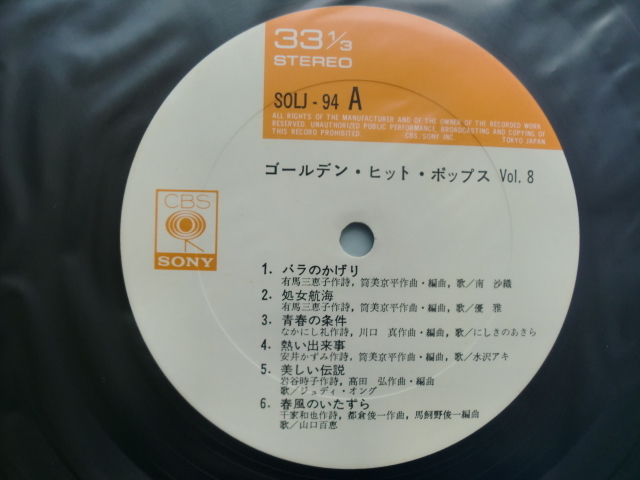 33 1/3
STEREO
SOLJ - 94 A
ALL RIGHTS OF THE MANUFACTURER AND OF THE OWNER OF THE RECORDED WORK
RESERVED. UNAUTHORIZED PUBLIC PERFORMANCE, BROADCASTING AND COPYING OF
THIS RECORD PROHIBITED. CBS SONY INC. TOKYO JAPAN
ゴールデン・ヒット・ポップス Vol. 8
CBS
SONY
1. バラのかげり
有馬三恵子作詩, 筒美京平作曲・編曲, 歌／南 沙織
2. 処女航海
有馬三恵子作詩, 筒美京平作曲・編曲, 歌／優 雅
3. 青春の条件
なかにし礼作詩, 川口 真作曲・編曲, 歌／にしきのあきら
4. 熱い出来事
安井かずみ作詩, 筒美京平作曲・編曲, 歌／水沢アキ
5. 美しい伝説
岩谷時子作詩, 高田 弘作曲・編曲
歌／ジュディ・オング
6. 春風のいたずら
千家和也作詩, 都倉俊一作曲, 馬飼野俊一編曲
歌／山口百恵